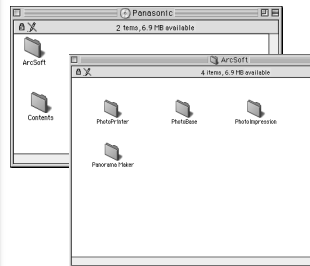 Panasonic
2 items, 6.9 MB available
ArcSoft
Contents
ArcSoft
4 items, 6.9 MB available
PhotoPrinter
PhotoBase
PhotoImpression
Panorama Maker